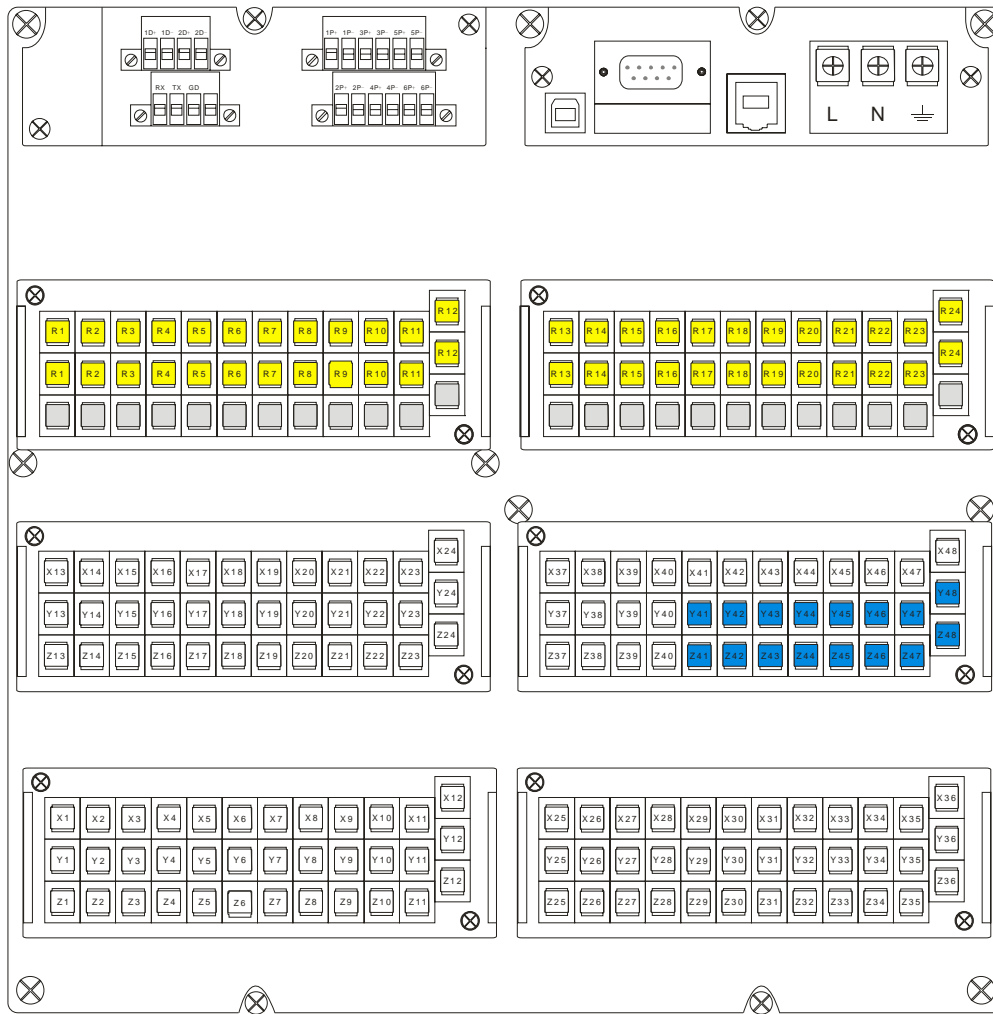 1D+ 1D- 2D+ 2D-
RX TX GD
1P+ 1P- 3P+ 3P- 5P+ 5P-
2P+ 2P- 4P+ 4P- 6P+ 6P-
L N
R1 R2 R3 R4 R5 R6 R7 R8 R9 R10 R11 R12
R1 R2 R3 R4 R5 R6 R7 R8 R9 R10 R11 R12
R13 R14 R15 R16 R17 R18 R19 R20 R21 R22 R23 R24
R13 R14 R15 R16 R17 R18 R19 R20 R21 R22 R23 R24
X13 X14 X15 X16 X17 X18 X19 X20 X21 X22 X23 X24
Y13 Y14 Y15 Y16 Y17 Y18 Y19 Y20 Y21 Y22 Y23 Y24
Z13 Z14 Z15 Z16 Z17 Z18 Z19 Z20 Z21 Z22 Z23 Z24
X37 X38 X39 X40 X41 X42 X43 X44 X45 X46 X47 X48
Y37 Y38 Y39 Y40 Y41 Y42 Y43 Y44 Y45 Y46 Y47 Y48
Z37 Z38 Z39 Z40 Z41 Z42 Z43 Z44 Z45 Z46 Z47 Z48
X1 X2 X3 X4 X5 X6 X7 X8 X9 X10 X11 X12
Y1 Y2 Y3 Y4 Y5 Y6 Y7 Y8 Y9 Y10 Y11 Y12
Z1 Z2 Z3 Z4 Z5 Z6 Z7 Z8 Z9 Z10 Z11 Z12
X25 X26 X27 X28 X29 X30 X31 X32 X33 X34 X35 X36
Y25 Y26 Y27 Y28 Y29 Y30 Y31 Y32 Y33 Y34 Y35 Y36
Z25 Z26 Z27 Z28 Z29 Z30 Z31 Z32 Z33 Z34 Z35 Z36